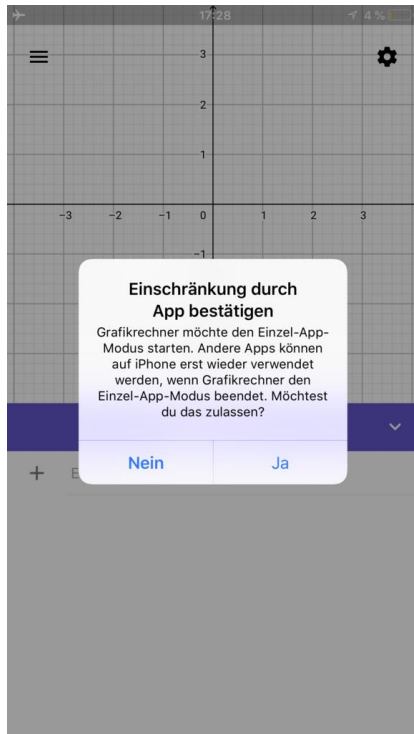 17:28
4 %
3
2
1
-3 -2 -1 0 1 2 3
-1
Einschränkung durch
App bestätigen
Grafikrechner möchte den Einzel-App-
Modus starten. Andere Apps können
auf iPhone erst wieder verwendet
werden, wenn Grafikrechner den
Einzel-App-Modus beendet. Möchtest
du das zulassen?
Nein Ja